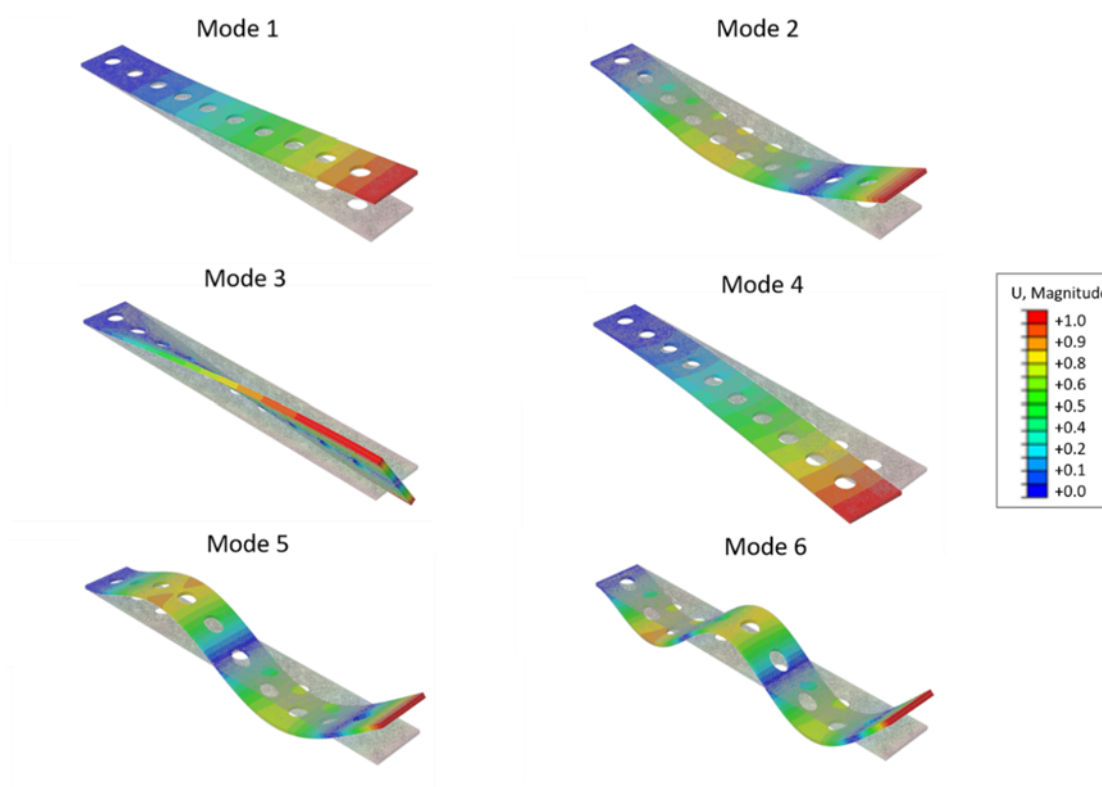 Mode 1
Mode 2
Mode 3
Mode 4
U, Magnitude
+1.0
+0.9
+0.8
+0.6
+0.5
+0.4
+0.2
+0.1
+0.0
Mode 5
Mode 6